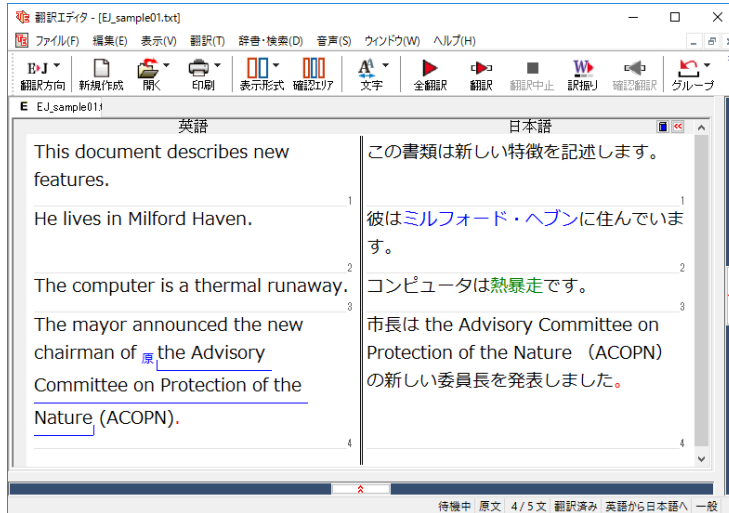 翻訳エディタ - [EJ_sample01.txt]
ファイル(F) 編集(E) 表示(V) 翻訳(T) 辞書・検索(D) 音声(S) ウィンドウ(W) ヘルプ(H)
翻訳方向 新規作成 開く 印刷 表示形式 確認エリア 文字 全翻訳 翻訳 翻訳中止 訳振り 確認翻訳 グループ
E EJ_sample01.t
英語 日本語
This document describes new
features.
1
この書類は新しい特徴を記述します。
1
He lives in Milford Haven.
2
彼はミルフォード・ヘブンに住んでいま
す。
2
The computer is a thermal runaway.
3
コンピュータは熱暴走です。
3
The mayor announced the new
chairman of 原 the Advisory
Committee on Protection of the
Nature (ACOPN).
4
市長は the Advisory Committee on
Protection of the Nature （ACOPN）
の新しい委員長を発表しました。
4
待機中 原文 4/5文 翻訳済み 英語から日本語へ 一般